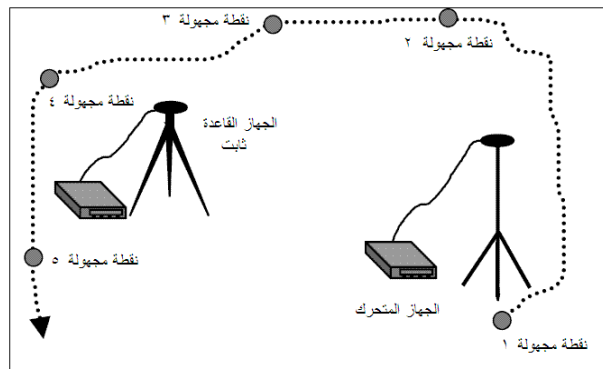 نقطة مجهولة ٣
نقطة مجهولة ٢
نقطة مجهولة ٤
الجهاز القاعدة
ثابت
نقطة مجهولة ٥
الجهاز المتحرك
نقطة مجهولة ١